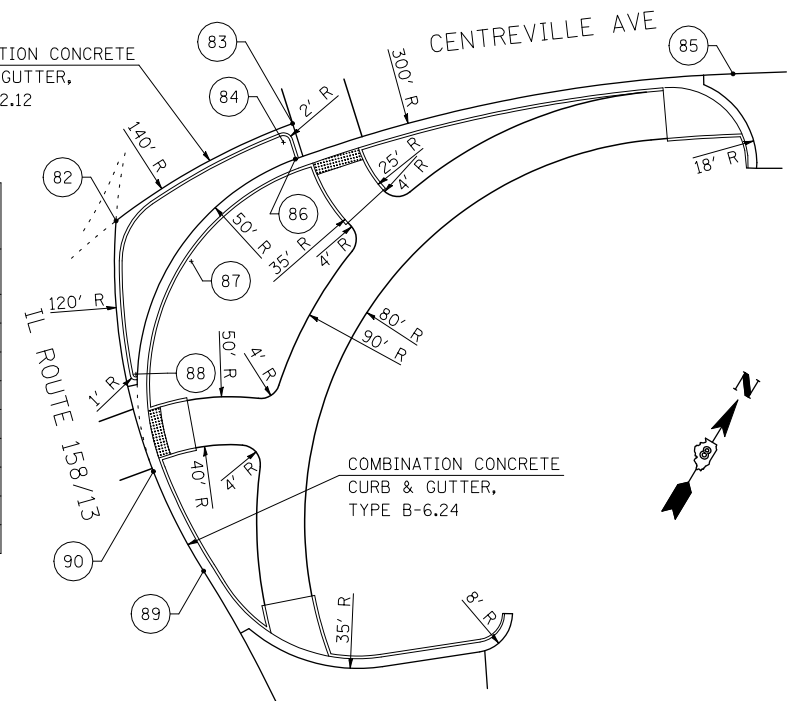 CENTREVILLE AVE
83
85
TION CONCRETE
GUTTER,
2.12
84
2' R
300' R
140' R
25' R
4' R
18' R
82
86
50' R
35' R
4' R
87
120' R
80' R
90' R
50' R
4' R
88
1' R
IL ROUTE 158/13
N
40' R
4' R
COMBINATION CONCRETE
CURB & GUTTER,
TYPE B-6.24
90
89
35' R
8' R